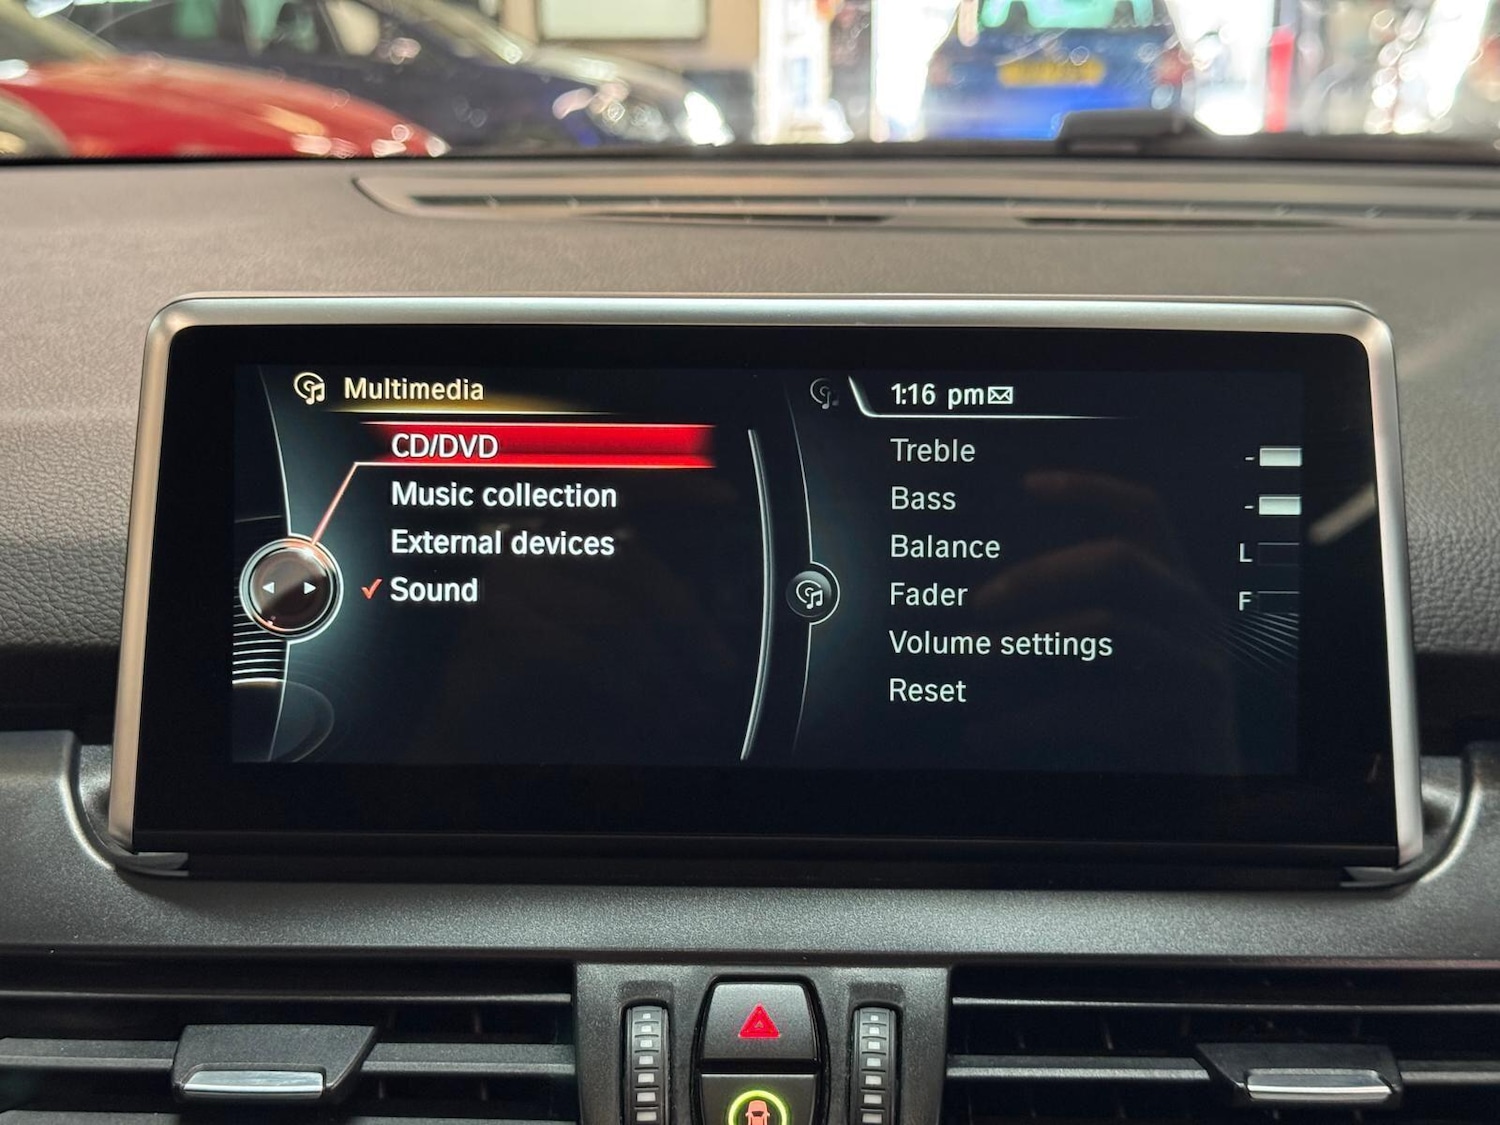 Multimedia
CD/DVD
Music collection
External devices
Sound
1:16 pm
Treble -
Bass -
Balance L
Fader F
Volume settings
Reset